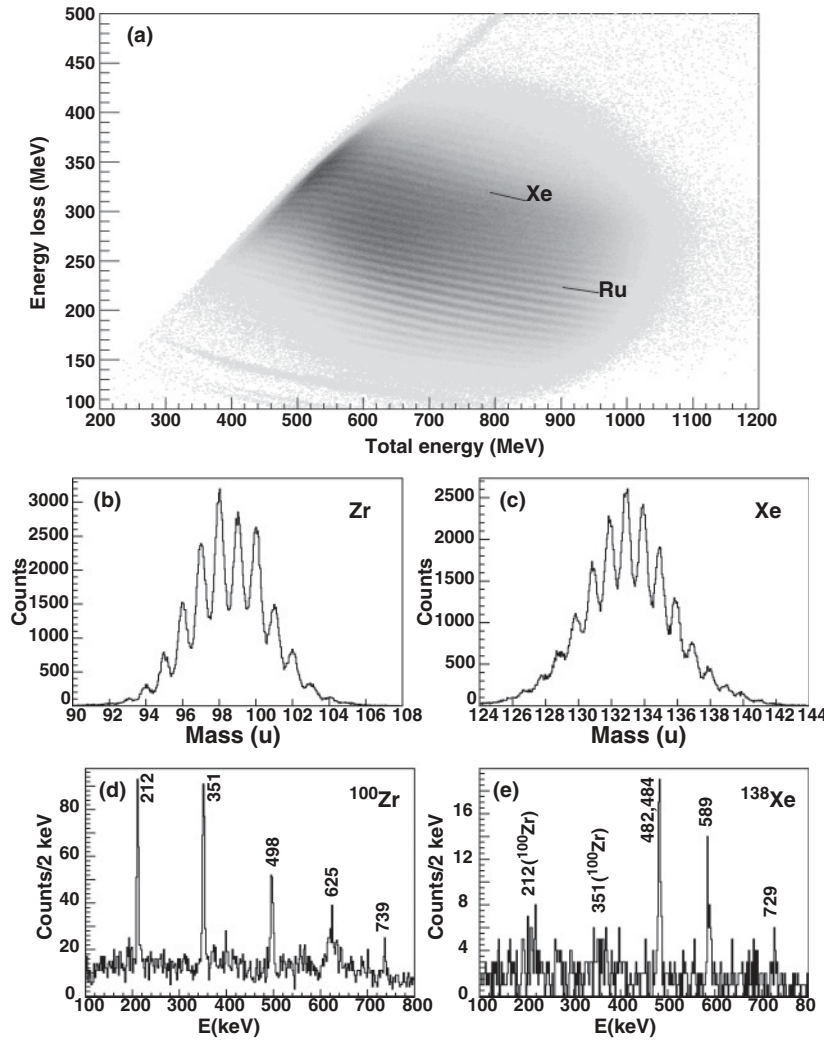 (a)
500
450
400
350
300
250
200
150
100
Energy loss (MeV)
Xe
Ru
200 300 400 500 600 700 800 900 1000 1100 1200
Total energy (MeV)
(b)
Zr
3000
2500
2000
1500
1000
500
0
Counts
90 92 94 96 98 100 102 104 106 108
Mass (u)
(c)
Xe
2500
2000
1500
1000
500
0
Counts
124 126 128 130 132 134 136 138 140 142 144
Mass (u)
(d)
¹⁰⁰Zr
212
351
498
625
739
80
60
40
20
0
Counts/2 keV
100 200 300 400 500 600 700 800
E(keV)
(e)
¹³⁸Xe
212(¹⁰⁰Zr)
351(¹⁰⁰Zr)
482,484
589
729
16
12
8
4
0
Counts/2 keV
100 200 300 400 500 600 700 80
E(keV)